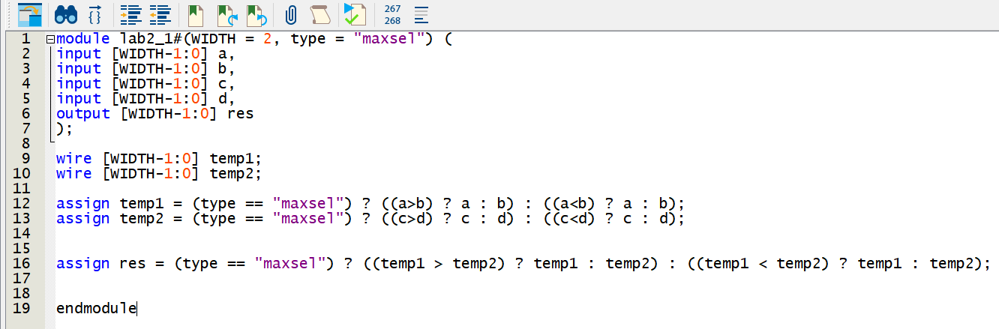 267
268
1 module lab2_1#(WIDTH = 2, type = "maxsel") (
2 input [WIDTH-1:0] a,
3 input [WIDTH-1:0] b,
4 input [WIDTH-1:0] c,
5 input [WIDTH-1:0] d,
6 output [WIDTH-1:0] res
7 );
8
9 wire [WIDTH-1:0] temp1;
10 wire [WIDTH-1:0] temp2;
11
12 assign temp1 = (type == "maxsel") ? ((a>b) ? a : b) : ((a<b) ? a : b);
13 assign temp2 = (type == "maxsel") ? ((c>d) ? c : d) : ((c<d) ? c : d);
14
15
16 assign res = (type == "maxsel") ? ((temp1 > temp2) ? temp1 : temp2) : ((temp1 < temp2) ? temp1 : temp2);
17
18
19 endmodule